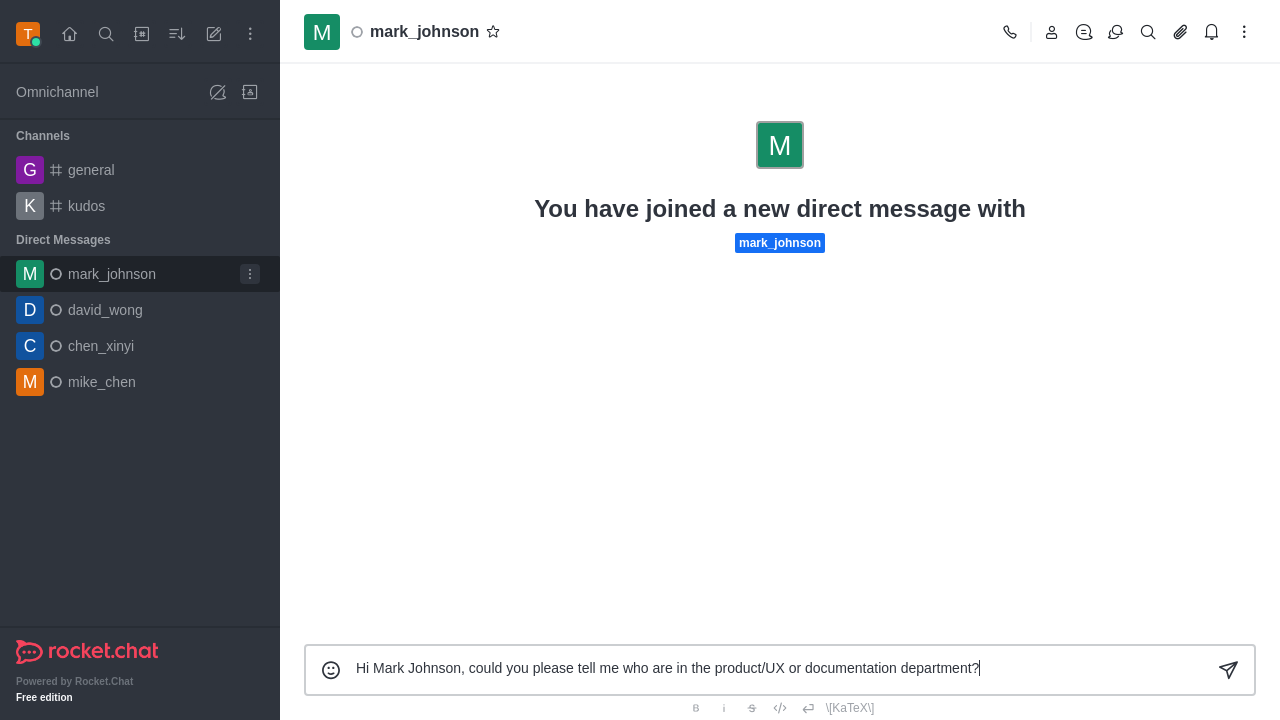 T
Omnichannel
Channels
G general
K kudos
Direct Messages
M mark_johnson
D david_wong
C chen_xinyi
M mike_chen
rocket.chat
Powered by Rocket.Chat
Free edition
M mark_johnson
M
You have joined a new direct message with
mark_johnson
Hi Mark Johnson, could you please tell me who are in the product/UX or documentation department?
B i S \[KaTeX\]